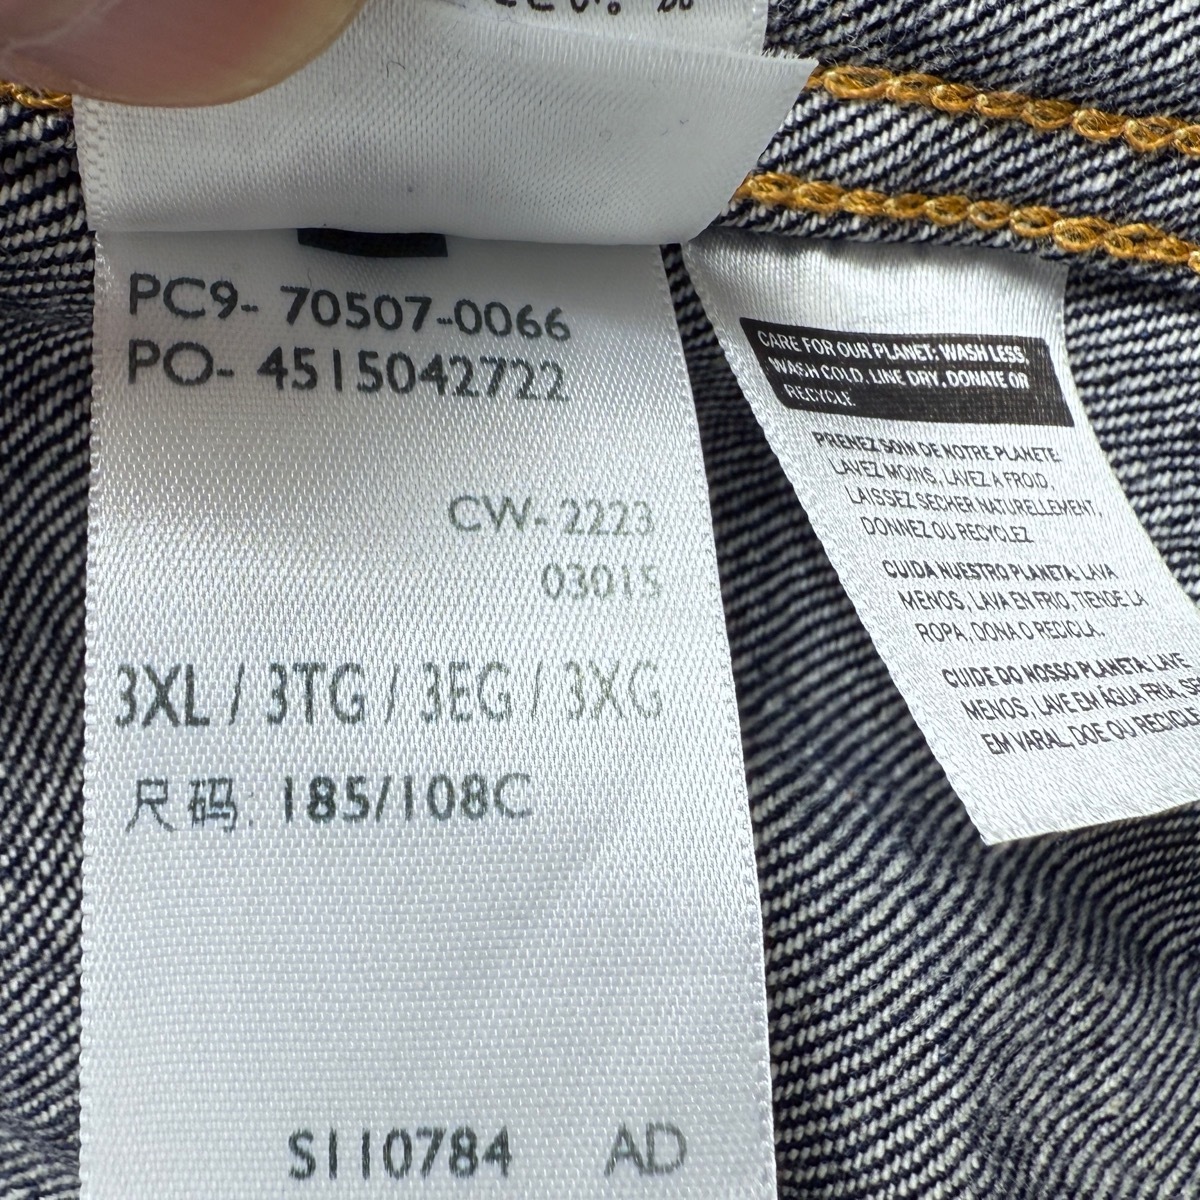 PC9- 70507-0066
PO- 4515042722
CW- 2223
03015
3XL / 3TG / 3EG / 3XG
尺码: 185/108C
S110784 AD
CARE FOR OUR PLANET: WASH LESS,
WASH COLD, LINE DRY, DONATE OR
RECYCLE.
PRENEZ SOIN DE NOTRE PLANETE:
LAVEZ MOINS, LAVEZ A FROID,
LAISSEZ SECHER NATURELLEMENT,
DONNEZ OU RECYCLEZ
CUIDA NUESTRO PLANETA: LAVA
MENOS, LAVA EN FRIO, TIENDE LA
ROPA, DONA O RECICLA.
CUIDE DO NOSSO PLANETA: LAVE
MENOS, LAVE EM ÁGUA FRIA,
EM VARAL, DOE OU